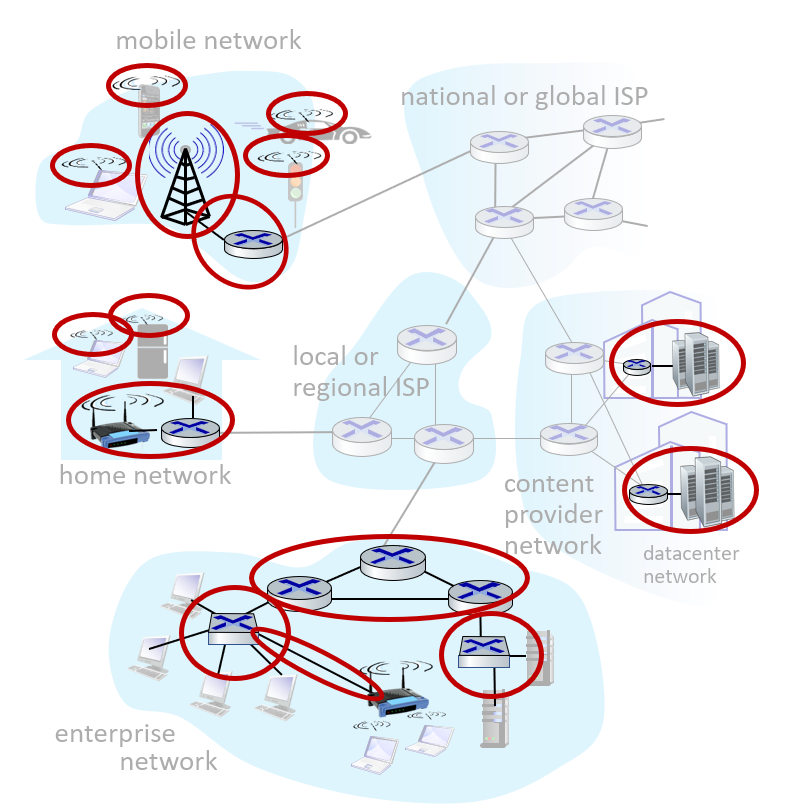 mobile network
national or global ISP
local or
regional ISP
home network
content
provider
network
datacenter
network
enterprise
network